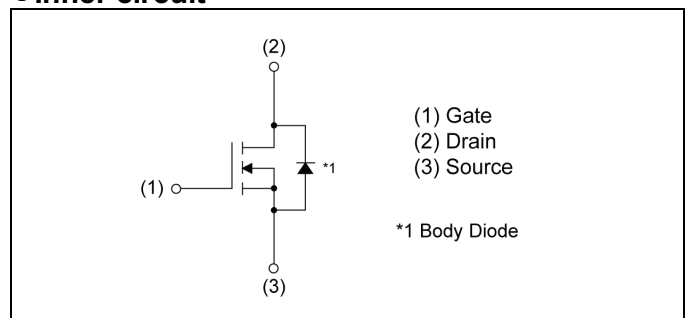 Inner circuit
(2)
(1) Gate
(2) Drain
(3) Source
*1
(1)
*1 Body Diode
(3)